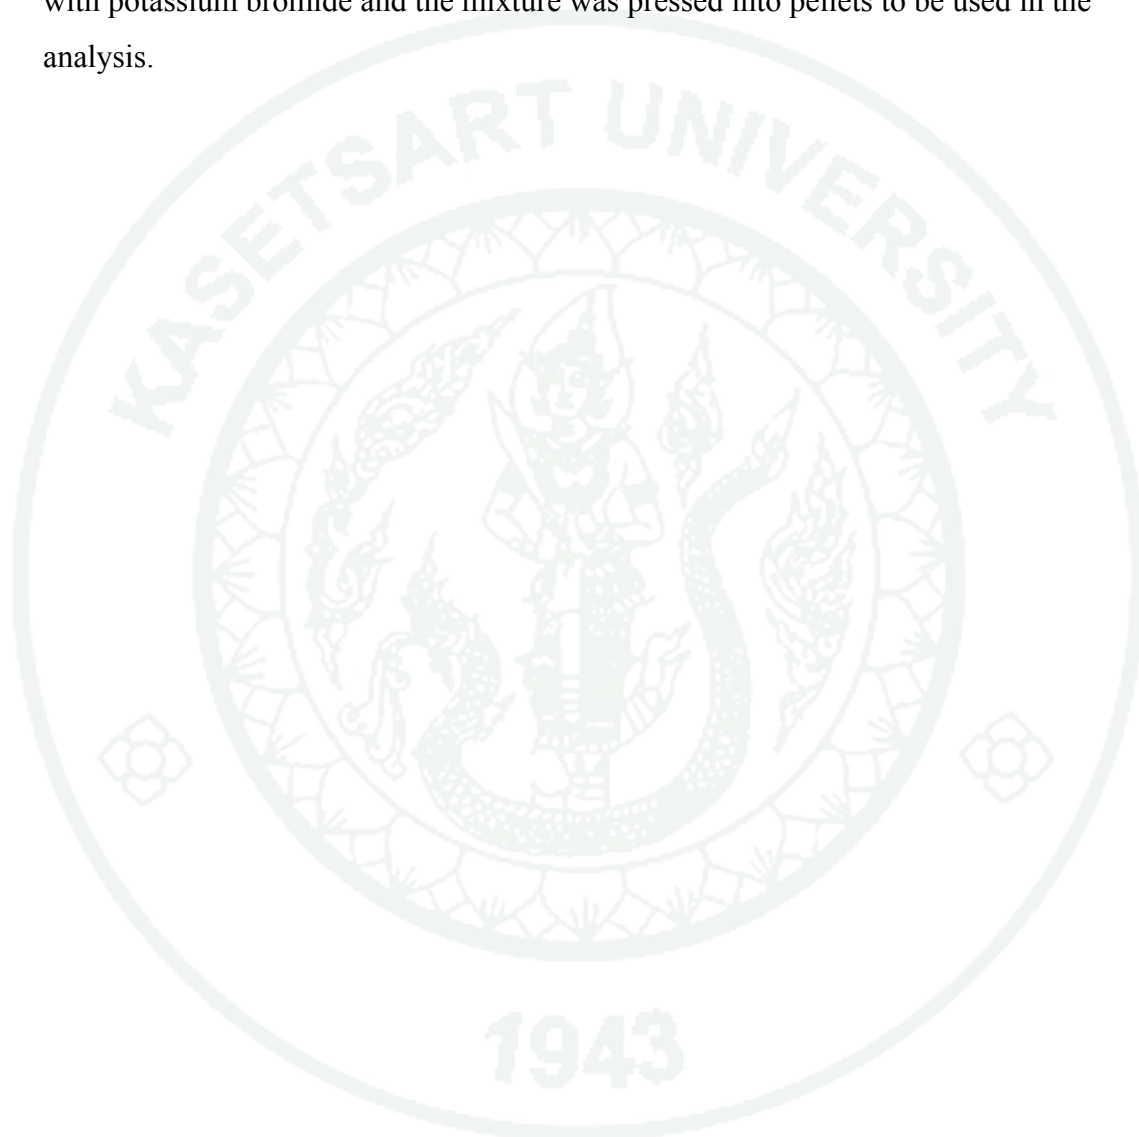 with potassium bromide and the mixture was pressed into pellets to be used in the
analysis.
KASETSART UNIVERSITY
1943